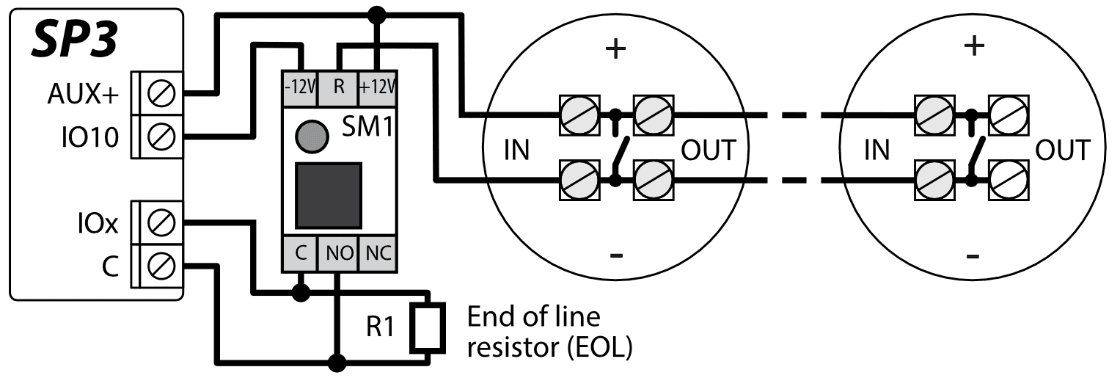 SP3
AUX+
IO10
IOx
C
-12V R +12V
SM1
C NO NC
R1
End of line
resistor (EOL)
+
IN OUT
-
+
IN OUT
-